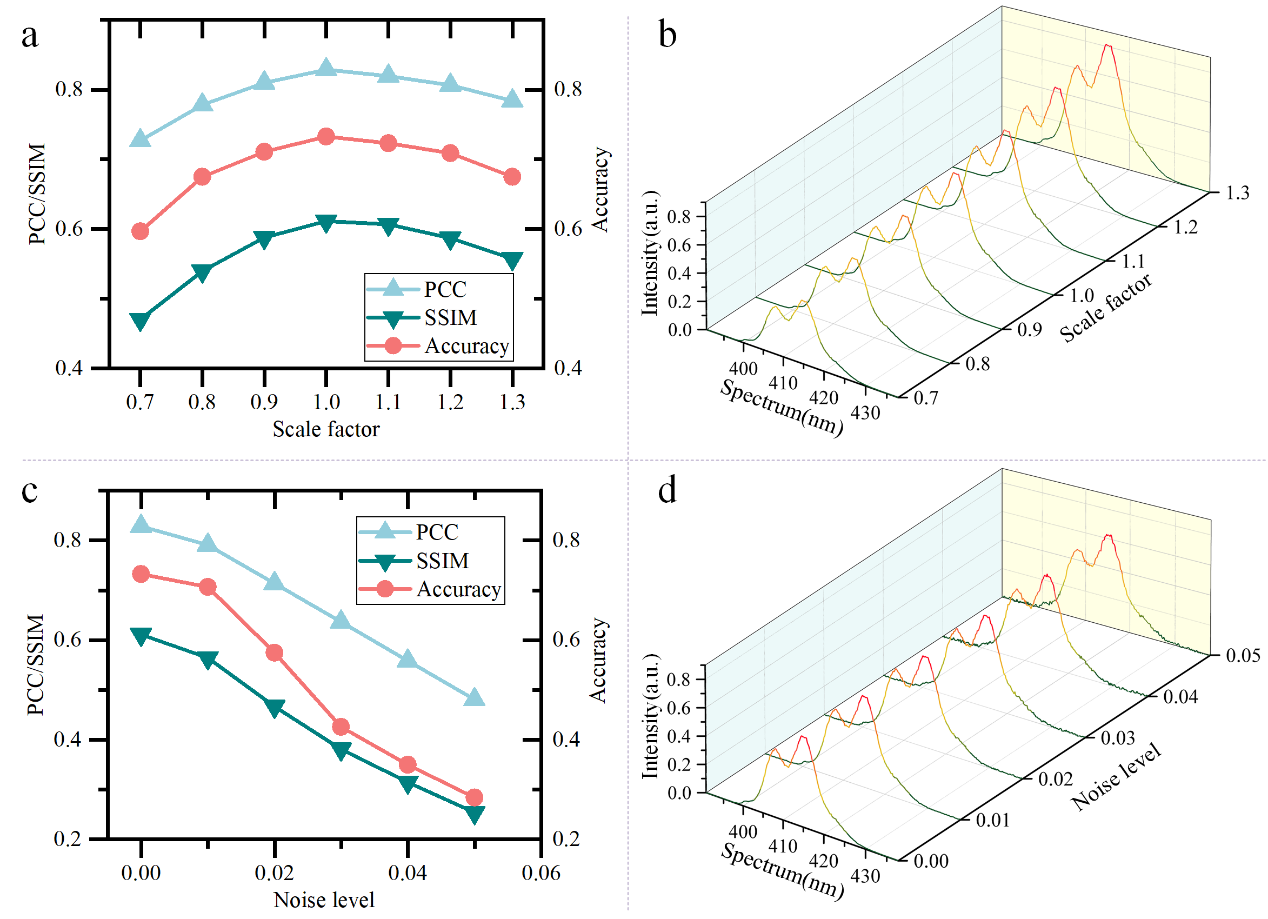 a
PCC/SSIM
0.8
0.6
0.4
0.7 0.8 0.9 1.0 1.1 1.2 1.3
Scale factor
0.8
0.6
0.4
Accuracy
PCC
SSIM
Accuracy
b
Intensity(a.u.)
0.8
0.6
0.4
0.2
0.0
400
410
420
430
Spectrum(nm)
0.7
0.8
0.9
1.0
1.1
1.2
1.3
Scale factor
c
PCC/SSIM
0.8
0.6
0.4
0.2
0.00 0.02 0.04 0.06
Noise level
0.8
0.6
0.4
0.2
Accuracy
PCC
SSIM
Accuracy
d
Intensity(a.u.)
0.8
0.6
0.4
0.2
0.0
400
410
420
430
Spectrum(nm)
0.00
0.01
0.02
0.03
0.04
0.05
Noise level